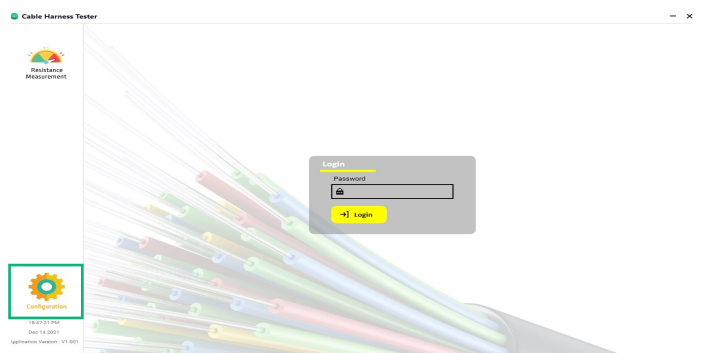 Cable Harness Tester
Resistance
Measurement
Login
Password
Login
Configuration
18:47:21 PM
Dec 14 2021
Application Version : V1.001